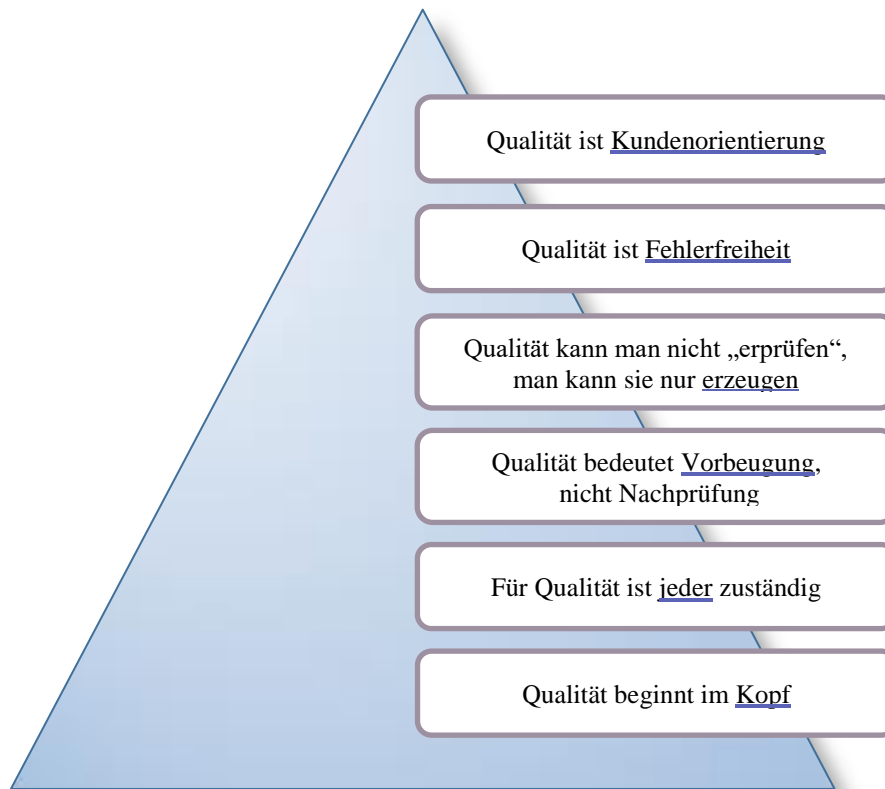 Qualität ist Kundenorientierung
Qualität ist Fehlerfreiheit
Qualität kann man nicht „erprüfen“,
man kann sie nur erzeugen
Qualität bedeutet Vorbeugung,
nicht Nachprüfung
Für Qualität ist jeder zuständig
Qualität beginnt im Kopf